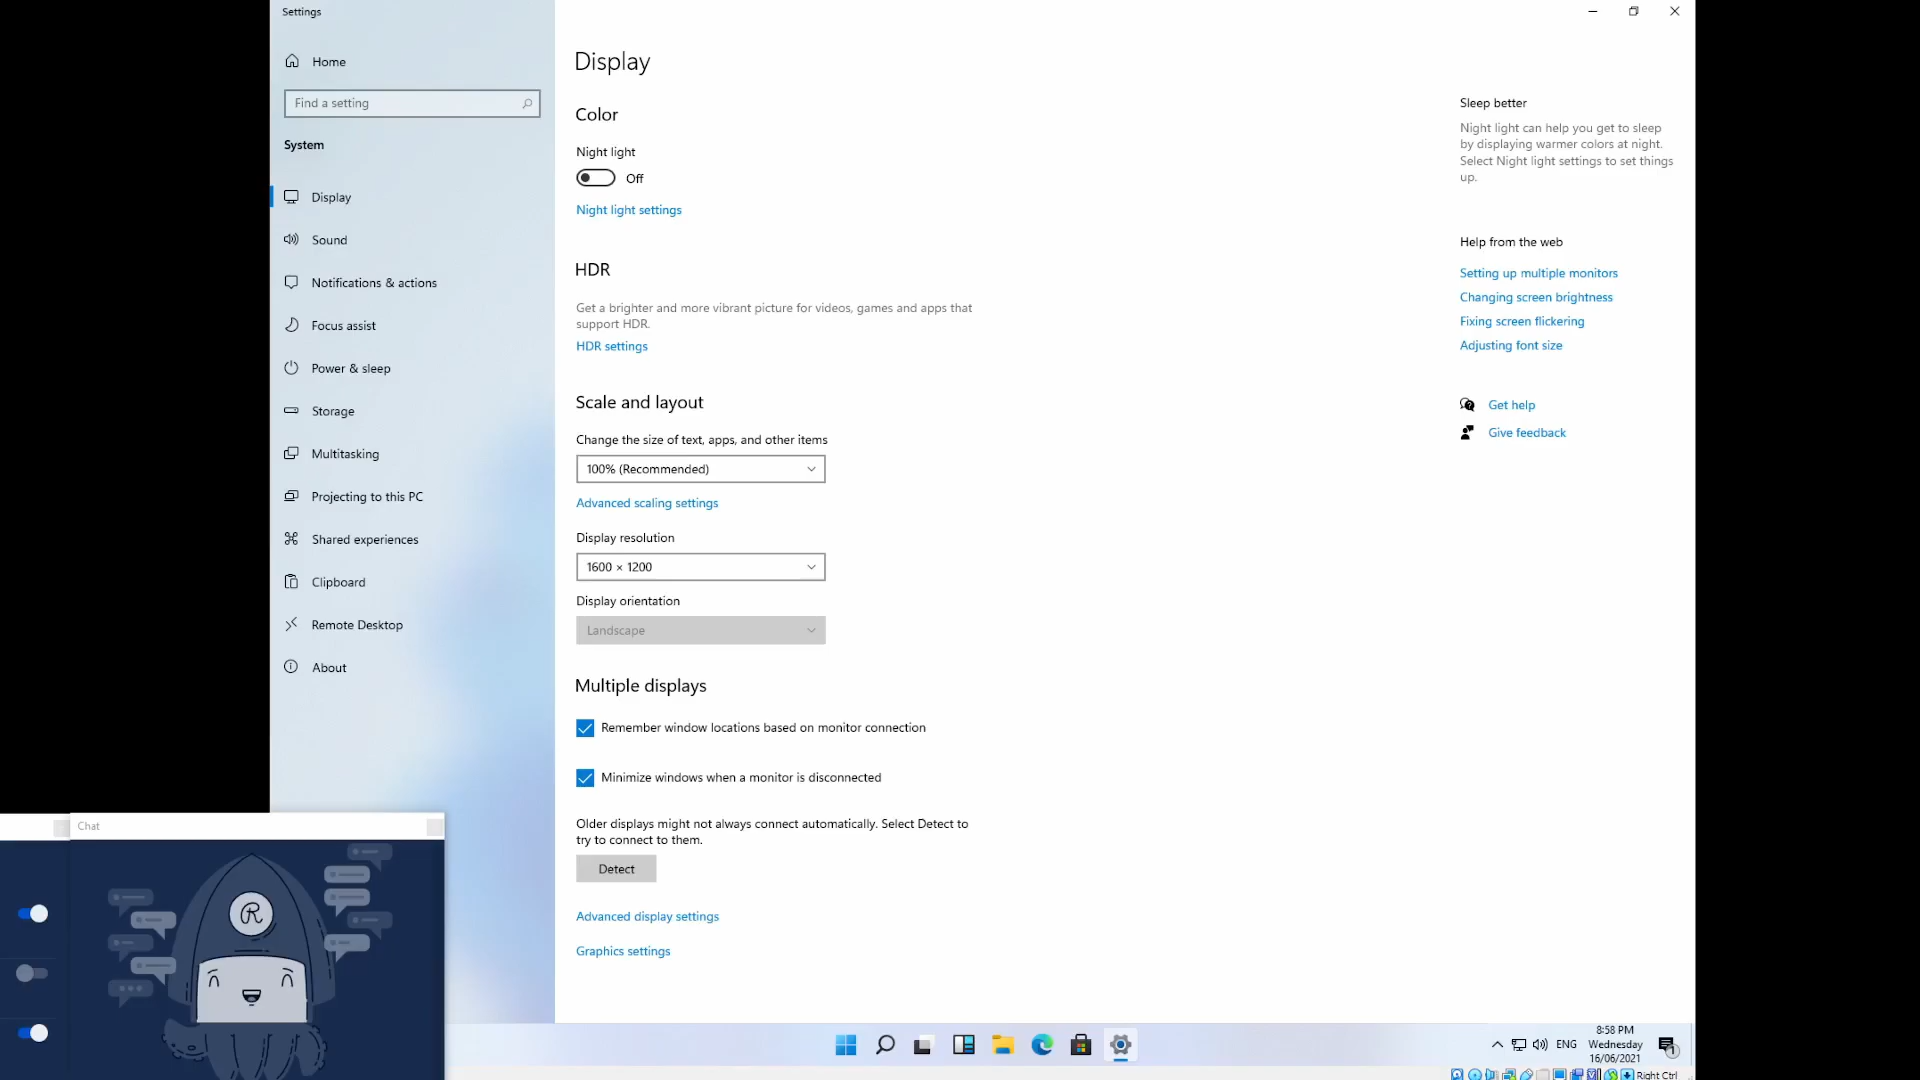 Settings
Home
Find a setting
System
Display
Sound
Notifications & actions
Focus assist
Power & sleep
Storage
Multitasking
Projecting to this PC
Shared experiences
Clipboard
Remote Desktop
About
Display
Color
Night light
Off
Night light settings
HDR
Get a brighter and more vibrant picture for videos, games and apps that
support HDR.
HDR settings
Scale and layout
Change the size of text, apps, and other items
100% (Recommended)
Advanced scaling settings
Display resolution
1600 × 1200
Display orientation
Landscape
Multiple displays
Remember window locations based on monitor connection
Minimize windows when a monitor is disconnected
Older displays might not always connect automatically. Select Detect to
try to connect to them.
Detect
Advanced display settings
Graphics settings
Sleep better
Night light can help you get to sleep
by displaying warmer colors at night.
Select Night light settings to set things
up.
Help from the web
Setting up multiple monitors
Changing screen brightness
Fixing screen flickering
Adjusting font size
Get help
Give feedback
Chat
R
ENG
8:58 PM
Wednesday
16/06/2021
1
Right Ctrl